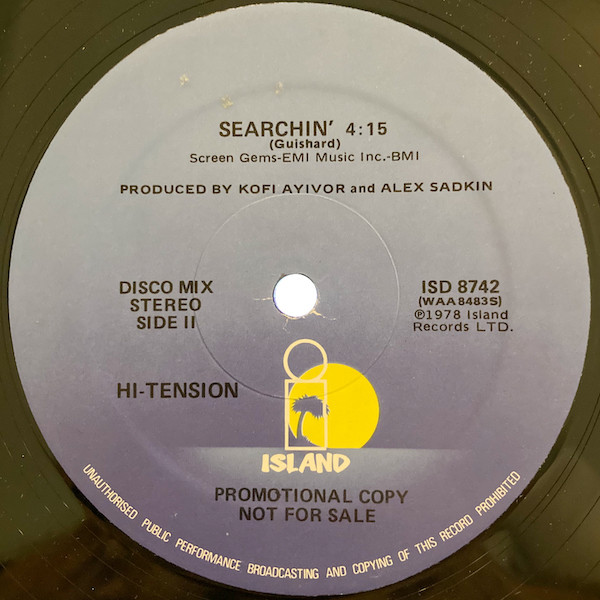 SEARCHIN' 4:15
(Guishard)
Screen Gems-EMI Music Inc.-BMI
PRODUCED BY KOFI AYIVOR and ALEX SADKIN
DISCO MIX
STEREO
SIDE II
ISD 8742
(WAA8483S)
℗1978 Island
Records LTD.
HI-TENSION
ISLAND
PROMOTIONAL COPY
NOT FOR SALE
UNAUTHORISED PUBLIC PERFORMANCE BROADCASTING AND COPYING OF THIS RECORD PROHIBITED